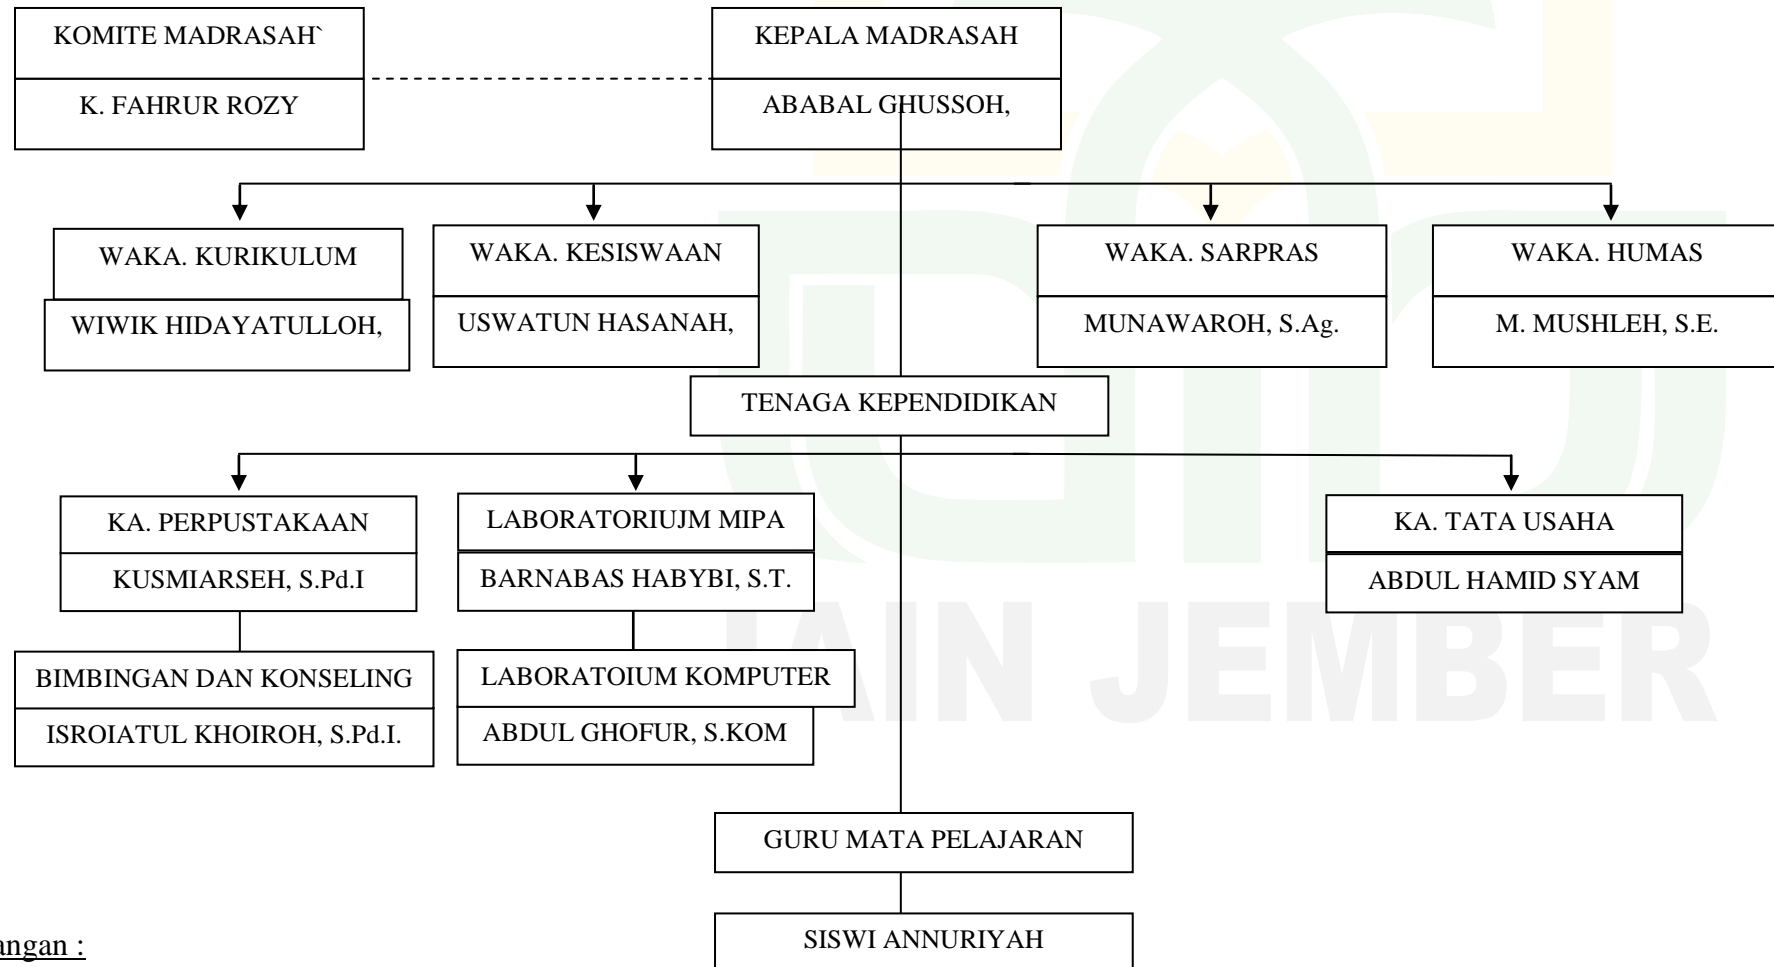 KOMITE MADRASAH`
K. FAHRUR ROZY
KEPALA MADRASAH
ABABAL GHUSSOH,
WAKA. KURIKULUM
WIWIK HIDAYATULLOH,
WAKA. KESISWAAN
USWATUN HASANAH,
WAKA. SARPRAS
MUNAWAROH, S.Ag.
WAKA. HUMAS
M. MUSHLEH, S.E.
TENAGA KEPENDIDIKAN
KA. PERPUSTAKAAN
KUSMIARSEH, S.Pd.I
LABORATORIUJM MIPA
BARNABAS HABYBI, S.T.
KA. TATA USAHA
ABDUL HAMID SYAM
BIMBINGAN DAN KONSELING
ISROIATUL KHOIROH, S.Pd.I.
LABORATOIUM KOMPUTER
ABDUL GHOFUR, S.KOM
IAIN JEMBER
GURU MATA PELAJARAN
SISWI ANNURIYAH
angan :